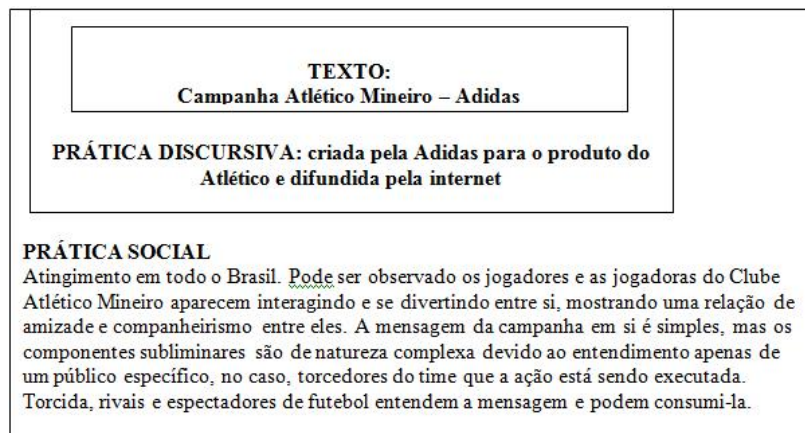 TEXTO:
Campanha Atlético Mineiro – Adidas
PRÁTICA DISCURSIVA: criada pela Adidas para o produto do
Atlético e difundida pela internet
PRÁTICA SOCIAL
Atingimento em todo o Brasil. Pode ser observado os jogadores e as jogadoras do Clube
Atlético Mineiro aparecem interagindo e se divertindo entre si, mostrando uma relação de
amizade e companheirismo entre eles. A mensagem da campanha em si é simples, mas os
componentes subliminares são de natureza complexa devido ao entendimento apenas de
um público específico, no caso, torcedores do time que a ação está sendo executada.
Torcida, rivais e espectadores de futebol entendem a mensagem e podem consumi-la.